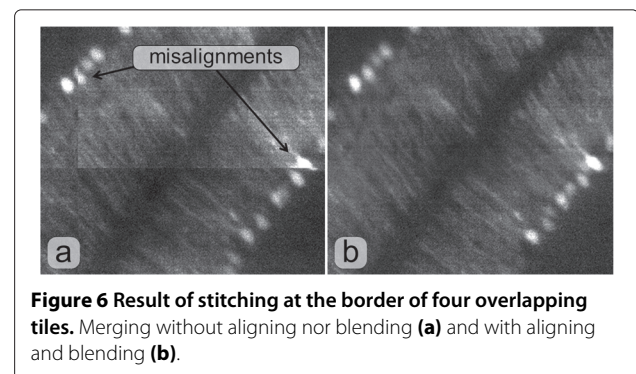 misalignments
a
b
Figure 6 Result of stitching at the border of four overlapping
tiles. Merging without aligning nor blending (a) and with aligning
and blending (b).